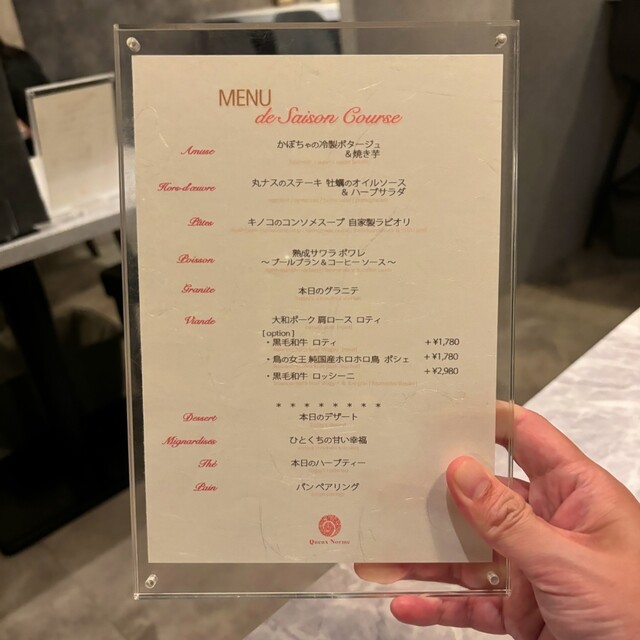 MENU
de Saison Course
Amuse かぼちゃの冷製ポタージュ
&焼き芋
Hors-d'œuvre 丸ナスのステーキ 牡蠣のオイルソース
& ハーブサラダ
Pâtes キノコのコンソメスープ 自家製ラビオリ
Poisson 熟成サワラ ポワレ
～ブールブラン&コーヒーソース～
Granite 本日のグラニテ
Viande 大和ポーク 肩ロース ロティ
[option]
・黒毛和牛 ロティ +¥1,780
・鳥の女王 純国産ホロホロ鳥 ポシェ +¥1,780
・黒毛和牛 ロッシーニ +¥2,980
* * * * * * * *
Dessert 本日のデザート
Mignardises ひとくちの甘い幸福
Thé 本日のハーブティー
Pain パン ペアリング